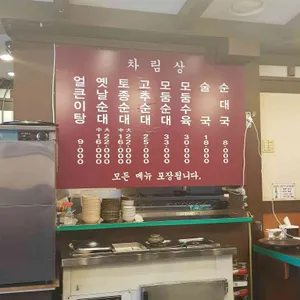 차림상
얼큰이탕 9000
옛날순대
토종순대
고추순대
모둠순대
모둠수육
술국
순대국 8000
모든 메뉴 포장됩니다.